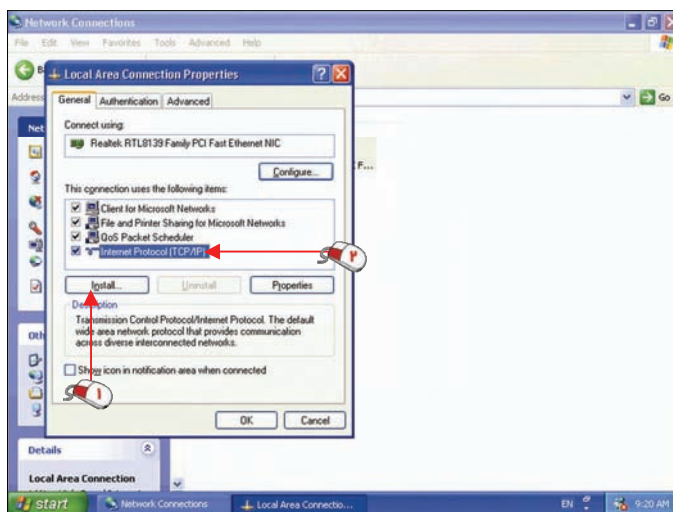 Network Connections
File Edit View Favorites Tools Advanced Help
B
Address
Go
Local Area Connection Properties
General Authentication Advanced
Connect using:
Realtek RTL8139 Family PCI Fast Ethernet NIC
Configure...
This connection uses the following items:
Client for Microsoft Networks
File and Printer Sharing for Microsoft Networks
QoS Packet Scheduler
Internet Protocol (TCP/IP)
۲
Install... Uninstall Properties
Description
Transmission Control Protocol/Internet Protocol. The default
wide area network protocol that provides communication
across diverse interconnected networks.
Show icon in notification area when connected
۱
OK Cancel
Net
F...
Oth
Details
Local Area Connection
start Network Connections Local Area Connectio... EN 9:20 AM